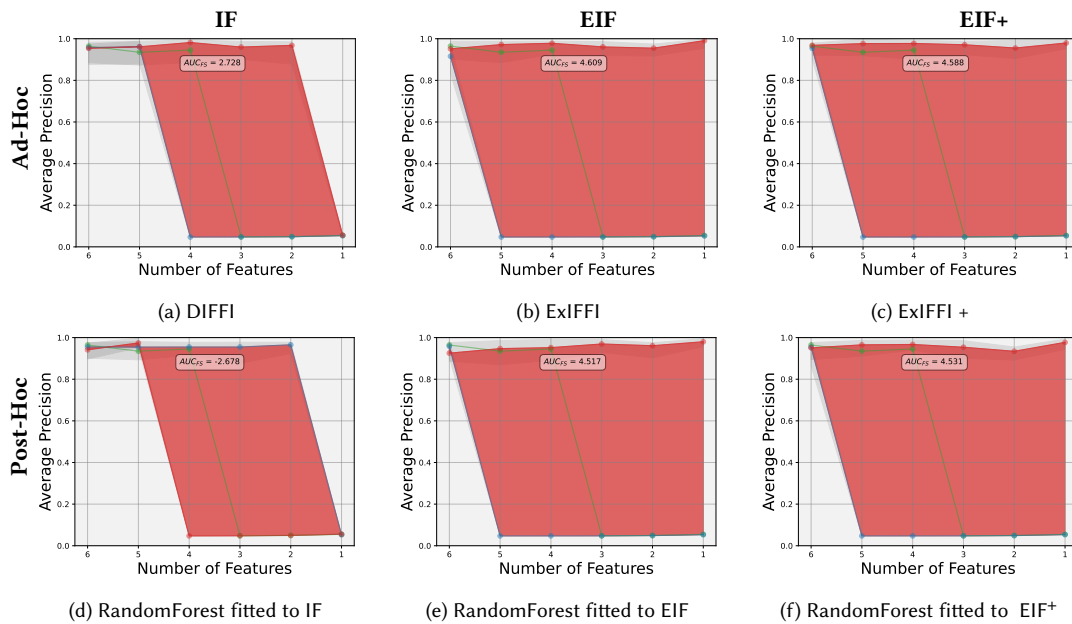 IF
EIF
EIF+
Ad-Hoc
Average Precision
1.0
0.8
0.6
0.4
0.2
0.0
AUC_FS = 2.728
6 5 4 3 2 1
Number of Features
(a) DIFFI
Average Precision
1.0
0.8
0.6
0.4
0.2
0.0
AUC_FS = 4.609
6 5 4 3 2 1
Number of Features
(b) ExIFFI
Average Precision
1.0
0.8
0.6
0.4
0.2
0.0
AUC_FS = 4.588
6 5 4 3 2 1
Number of Features
(c) ExIFFI +
Post-Hoc
Average Precision
1.0
0.8
0.6
0.4
0.2
0.0
AUC_FS = -2.678
6 5 4 3 2 1
Number of Features
(d) RandomForest fitted to IF
Average Precision
1.0
0.8
0.6
0.4
0.2
0.0
AUC_FS = 4.517
6 5 4 3 2 1
Number of Features
(e) RandomForest fitted to EIF
Average Precision
1.0
0.8
0.6
0.4
0.2
0.0
AUC_FS = 4.531
6 5 4 3 2 1
Number of Features
(f) RandomForest fitted to EIF⁺